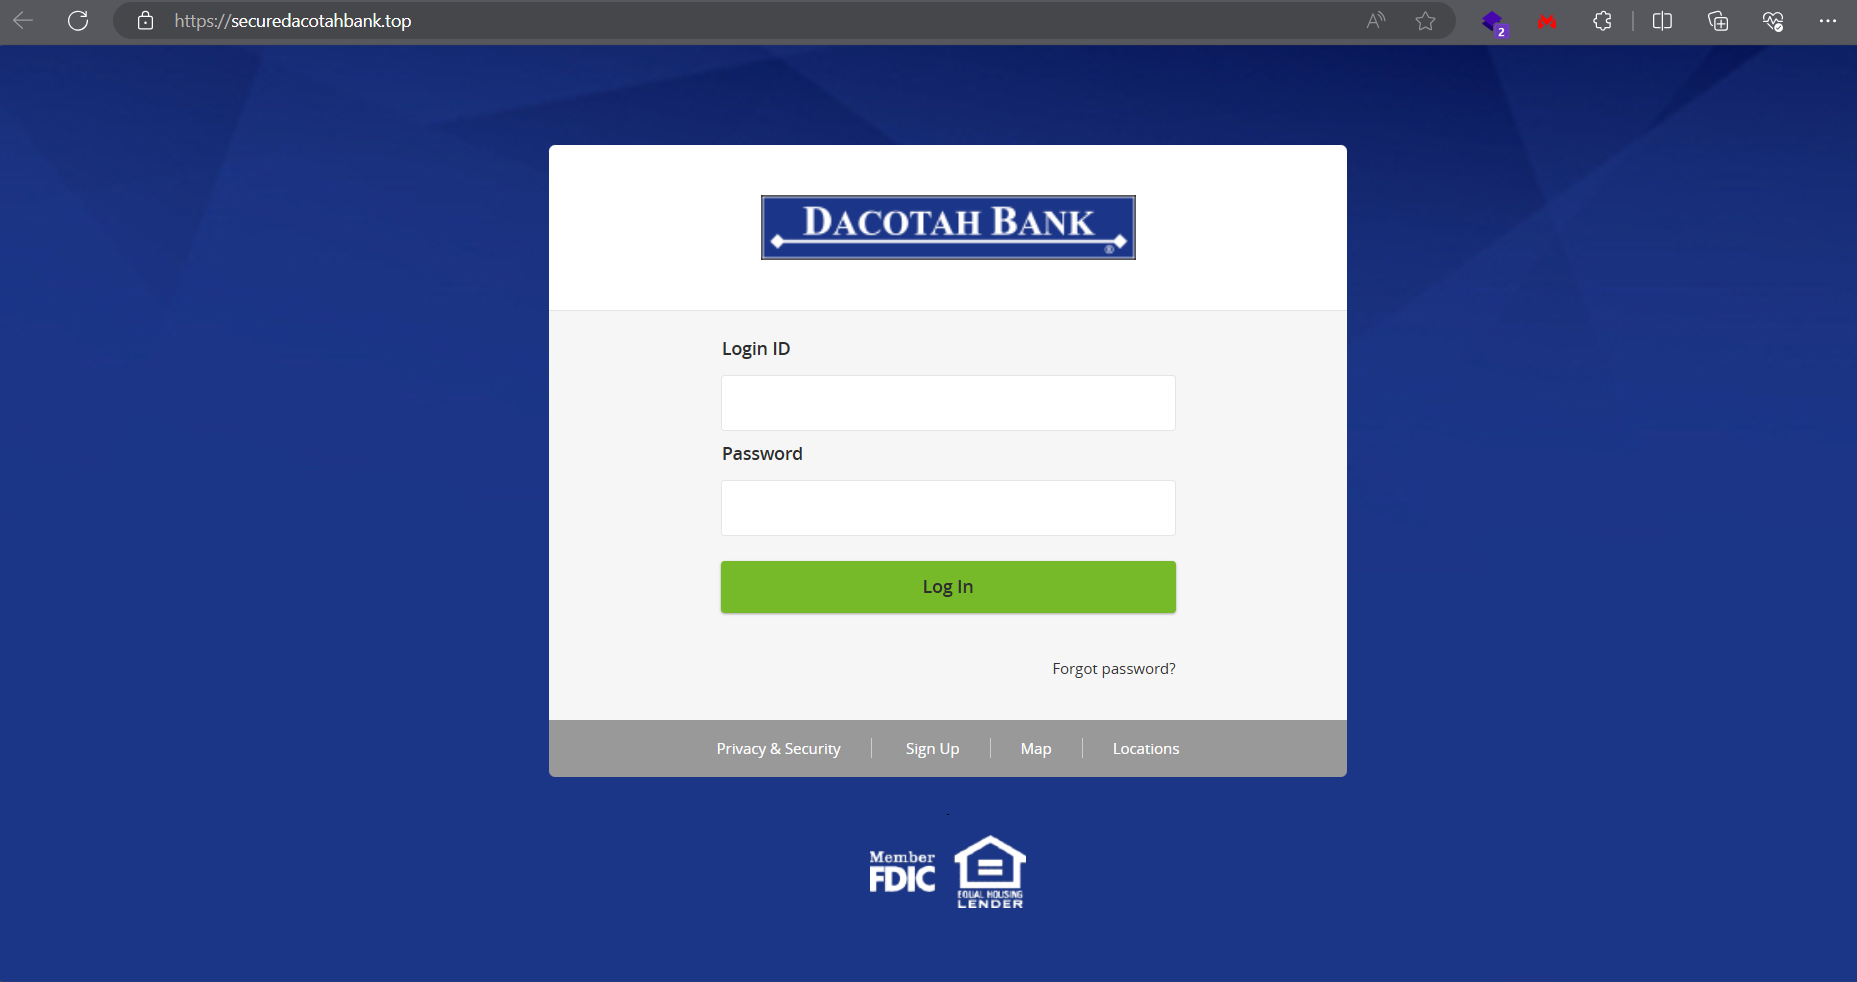 https://securedacotahbank.top
2
DACOTAH BANK
®
Login ID
Password
Log In
Forgot password?
Privacy & Security
Sign Up
Map
Locations
Member
FDIC
EQUAL HOUSING
LENDER